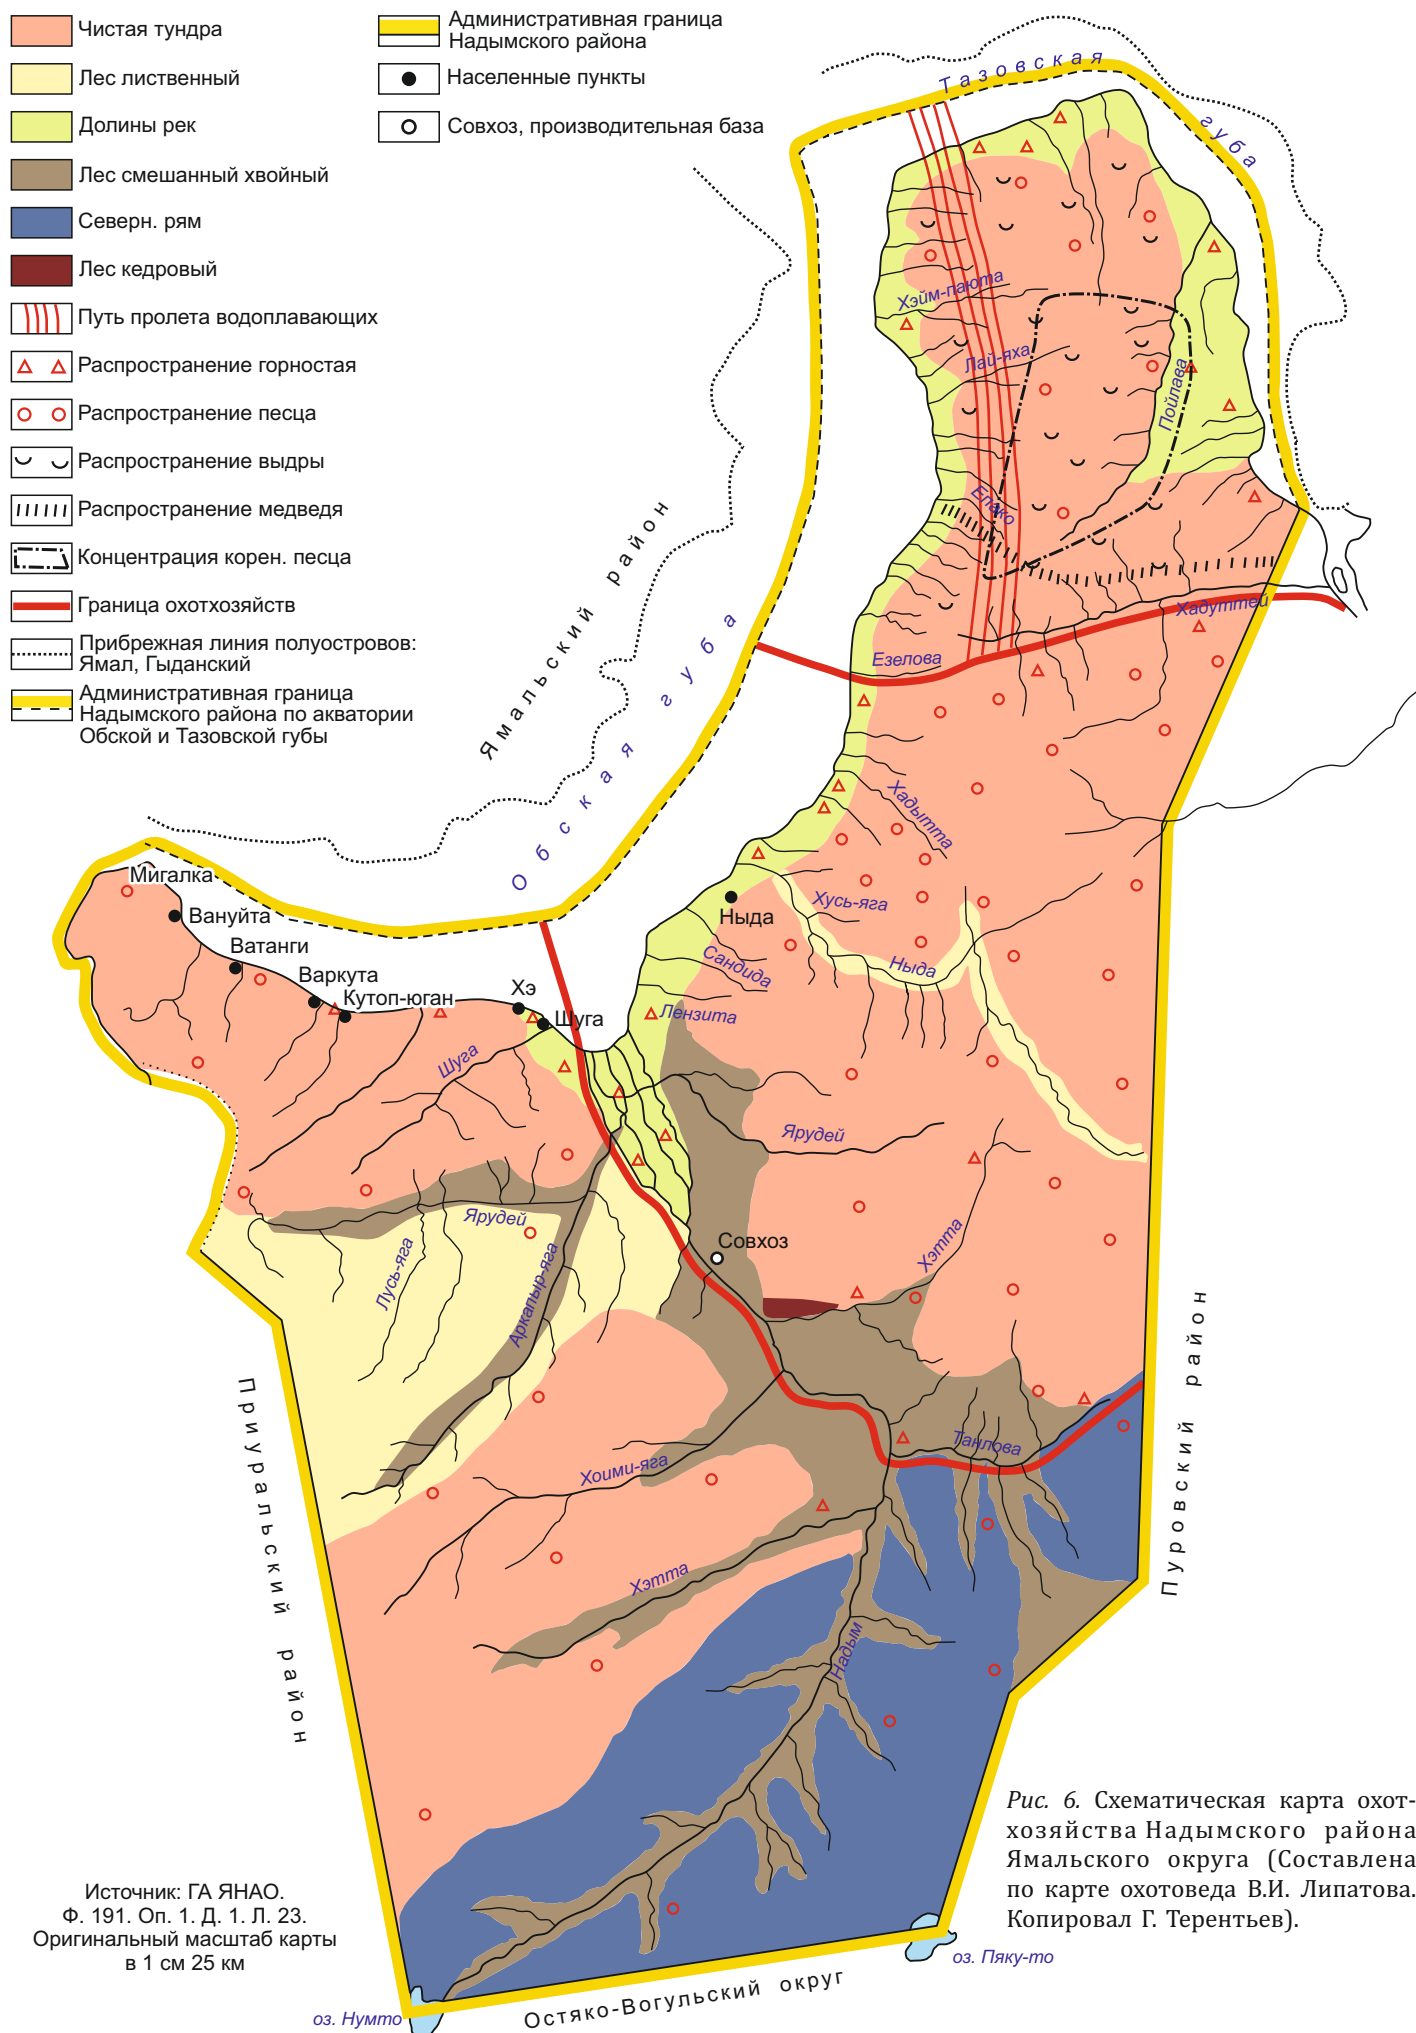 Чистая тундра
Лес лиственный
Долины рек
Лес смешанный хвойный
Северн. рям
Лес кедровый
Путь пролета водоплавающих
Распространение горностая
Распространение песца
Распространение выдры
Распространение медведя
Концентрация корен. песца
Граница охотхозяйств
Прибрежная линия полуостровов:
Ямал, Гыданский
Административная граница
Надымского района по акватории
Обской и Тазовской губы
Административная граница
Надымского района
Населенные пункты
Совхоз, производительная база
Тазовская
губа
Хэйм-паюта
Лай-яха
Пойлава
Епако
Хадуттей
Езелова
Ямальский район
Обская губа
Хадытта
Мигалка
Вануйта
Ватанги
Варкута
Кутоп-юган
Хэ
Шуга
Ныда
Хусь-яга
Ныда
Сандида
Лензита
Шуга
Ярудей
Ярудей
Лусь-яга
Аркапыр-яга
Совхоз
Хэтта
Танлова
Хоими-яга
Хэтта
Надым
Приуральский район
Пуровский район
Остяко-Вогульский округ
оз. Нумто
оз. Пяку-то
Источник: ГА ЯНАО.
Ф. 191. Оп. 1. Д. 1. Л. 23.
Оригинальный масштаб карты
в 1 см 25 км
Рис. 6. Схематическая карта охот-
хозяйства Надымского района
Ямальского округа (Составлена
по карте охотоведа В.И. Липатова.
Копировал Г. Терентьев).